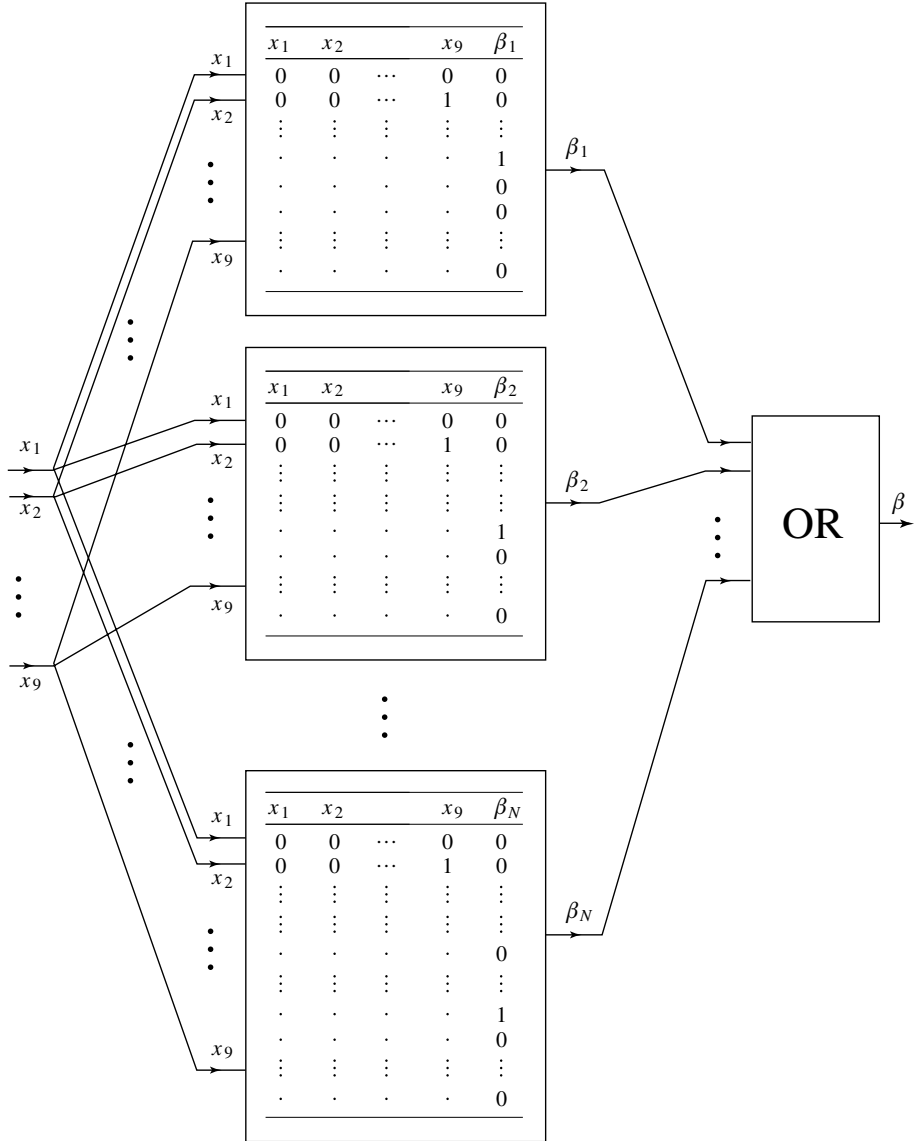 x1 x2 x9 β1
0 0 ⋯ 0 0
0 0 ⋯ 1 0
⋮ ⋮ ⋮ ⋮ ⋮
. . . . 1
. . . . 0
. . . . 0
⋮ ⋮ ⋮ ⋮ ⋮
. . . . 0
x1
x2
x9
β1
x1 x2 x9 β2
0 0 ⋯ 0 0
0 0 ⋯ 1 0
⋮ ⋮ ⋮ ⋮ ⋮
⋮ ⋮ ⋮ ⋮ ⋮
. . . . 1
. . . . 0
⋮ ⋮ ⋮ ⋮ ⋮
. . . . 0
x1
x2
x9
β2
x1
x2
x9
OR
β
x1 x2 x9 βN
0 0 ⋯ 0 0
0 0 ⋯ 1 0
⋮ ⋮ ⋮ ⋮ ⋮
⋮ ⋮ ⋮ ⋮ ⋮
. . . . 0
⋮ ⋮ ⋮ ⋮ ⋮
. . . . 1
. . . . 0
⋮ ⋮ ⋮ ⋮ ⋮
. . . . 0
x1
x2
x9
βN